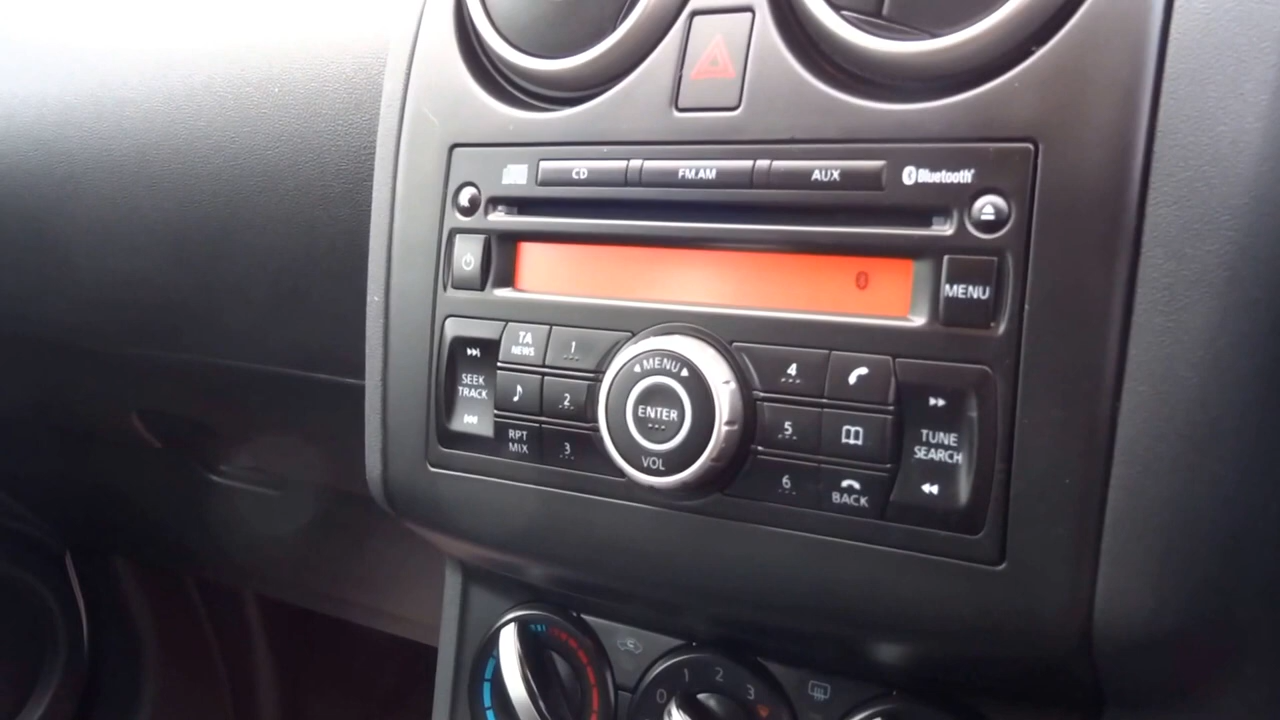 CD
FM.AM
AUX
Bluetooth
MENU
TA
NEWS
1
SEEK
TRACK
2
RPT
MIX
3
MENU
ENTER
VOL
4
5
6
BACK
TUNE
SEARCH
0 1 2 3